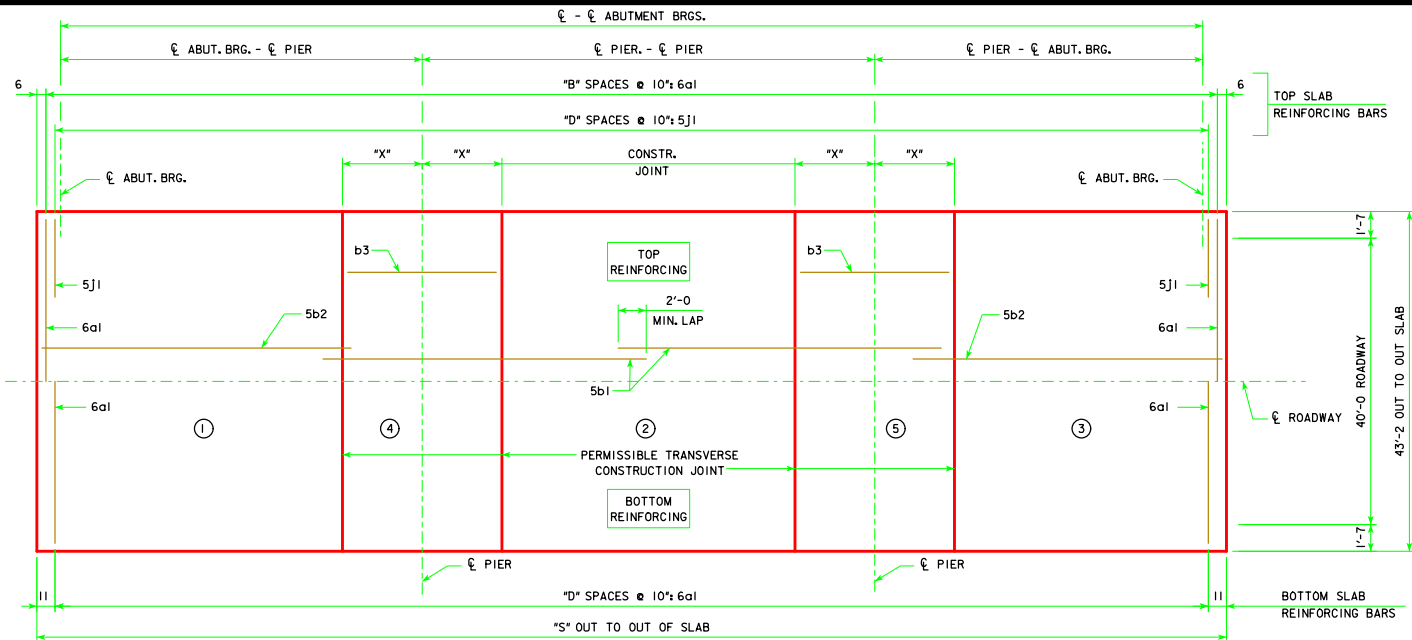 ℄ - ℄ ABUTMENT BRGS.
℄ ABUT. BRG. - ℄ PIER
℄ PIER. - ℄ PIER
℄ PIER - ℄ ABUT. BRG.
6
"B" SPACES @ 10": 6a1
6
TOP SLAB
REINFORCING BARS
"D" SPACES @ 10": 5j1
"X"
"X"
CONSTR.
JOINT
"X"
"X"
℄ ABUT. BRG.
℄ ABUT. BRG.
1'-7
b3
TOP
REINFORCING
b3
5j1
5j1
2'-0
MIN. LAP
5b2
5b2
6a1
6a1
5b1
6a1
6a1
℄ ROADWAY
40'-0 ROADWAY
43'-2 OUT TO OUT SLAB
1
4
2
5
3
PERMISSIBLE TRANSVERSE
CONSTRUCTION JOINT
BOTTOM
REINFORCING
1'-7
℄ PIER
℄ PIER
11
"D" SPACES @ 10": 6a1
11
BOTTOM SLAB
REINFORCING BARS
"S" OUT TO OUT OF SLAB